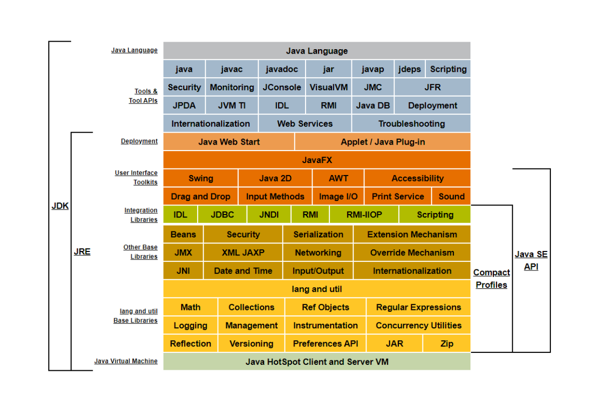 Java Language Java Language
java javac javadoc jar javap jdeps Scripting
Security Monitoring JConsole VisualVM JMC JFR
Tools &
Tool APIs
JPDA JVM TI IDL RMI Java DB Deployment
Internationalization Web Services Troubleshooting
Deployment Java Web Start Applet / Java Plug-in
JavaFX
User Interface
Toolkits
Swing Java 2D AWT Accessibility
Drag and Drop Input Methods Image I/O Print Service Sound
Integration
Libraries
IDL JDBC JNDI RMI RMI-IIOP Scripting
JDK
Beans Security Serialization Extension Mechanism
Other Base
Libraries
JMX XML JAXP Networking Override Mechanism
JRE
Java SE
API
JNI Date and Time Input/Output Internationalization
Compact
Profiles
lang and util
lang and util
Base Libraries
Math Collections Ref Objects Regular Expressions
Logging Management Instrumentation Concurrency Utilities
Reflection Versioning Preferences API JAR Zip
Java Virtual Machine Java HotSpot Client and Server VM